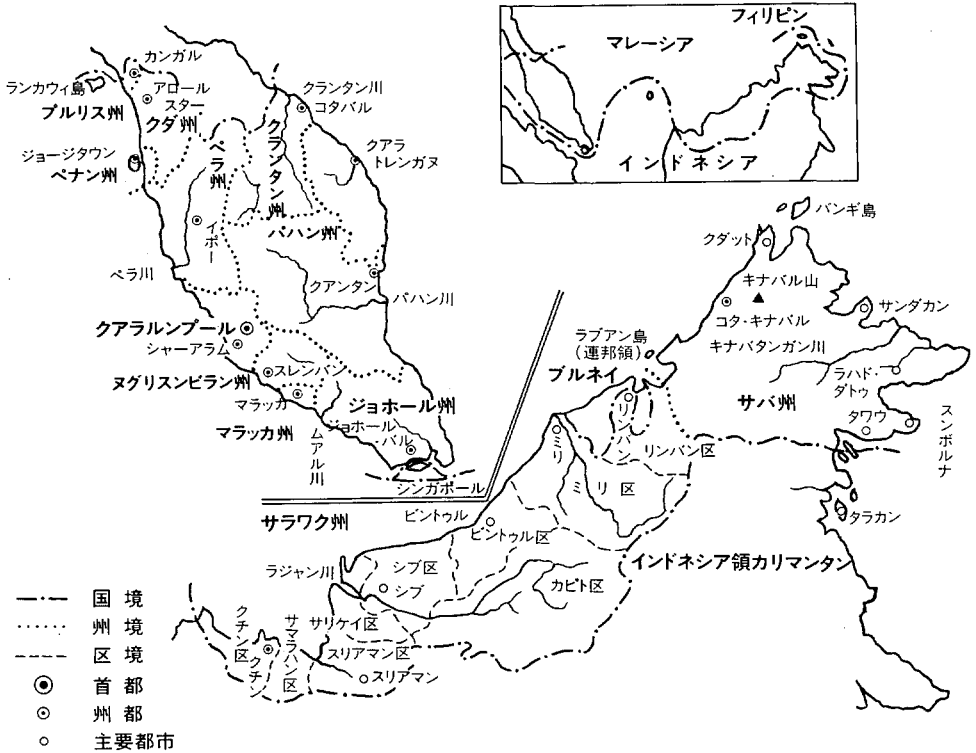 フィリピン
マレーシア
インドネシア
カンガル
ランカウィ島
アロール
スター
プルリス州
クダ州
クランタン川
コタバル
ジョージタウン
ペナン州
ペラ州
クランタン州
クアラ
トレンガヌ
イポー
パハン州
ペラ川
クアンタン
パハン川
クアラルンプール
シャーアラム
スレンバン
ヌグリスンビラン州
マラッカ
ジョホール州
マラッカ州
ムアル川
ジョホール
バル
シンガポール
バンギ島
クダット
キナバル山
コタ・キナバル
サンダカン
キナバタンガン川
ラブアン島
(連邦領)
ブルネイ
ラハド・
ダトゥ
サバ州
タワウ
スンポルナ
リンバン
リンバン区
ミリ
ミリ区
タラカン
サラワク州
ビントゥル
ビントゥル区
インドネシア領カリマンタン
ラジャン川
シブ区
シブ
カピト区
サリケイ区
クチン区
クチン
サマラハン区
スリアマン区
スリアマン
国境
州境
区境
首都
州都
主要都市